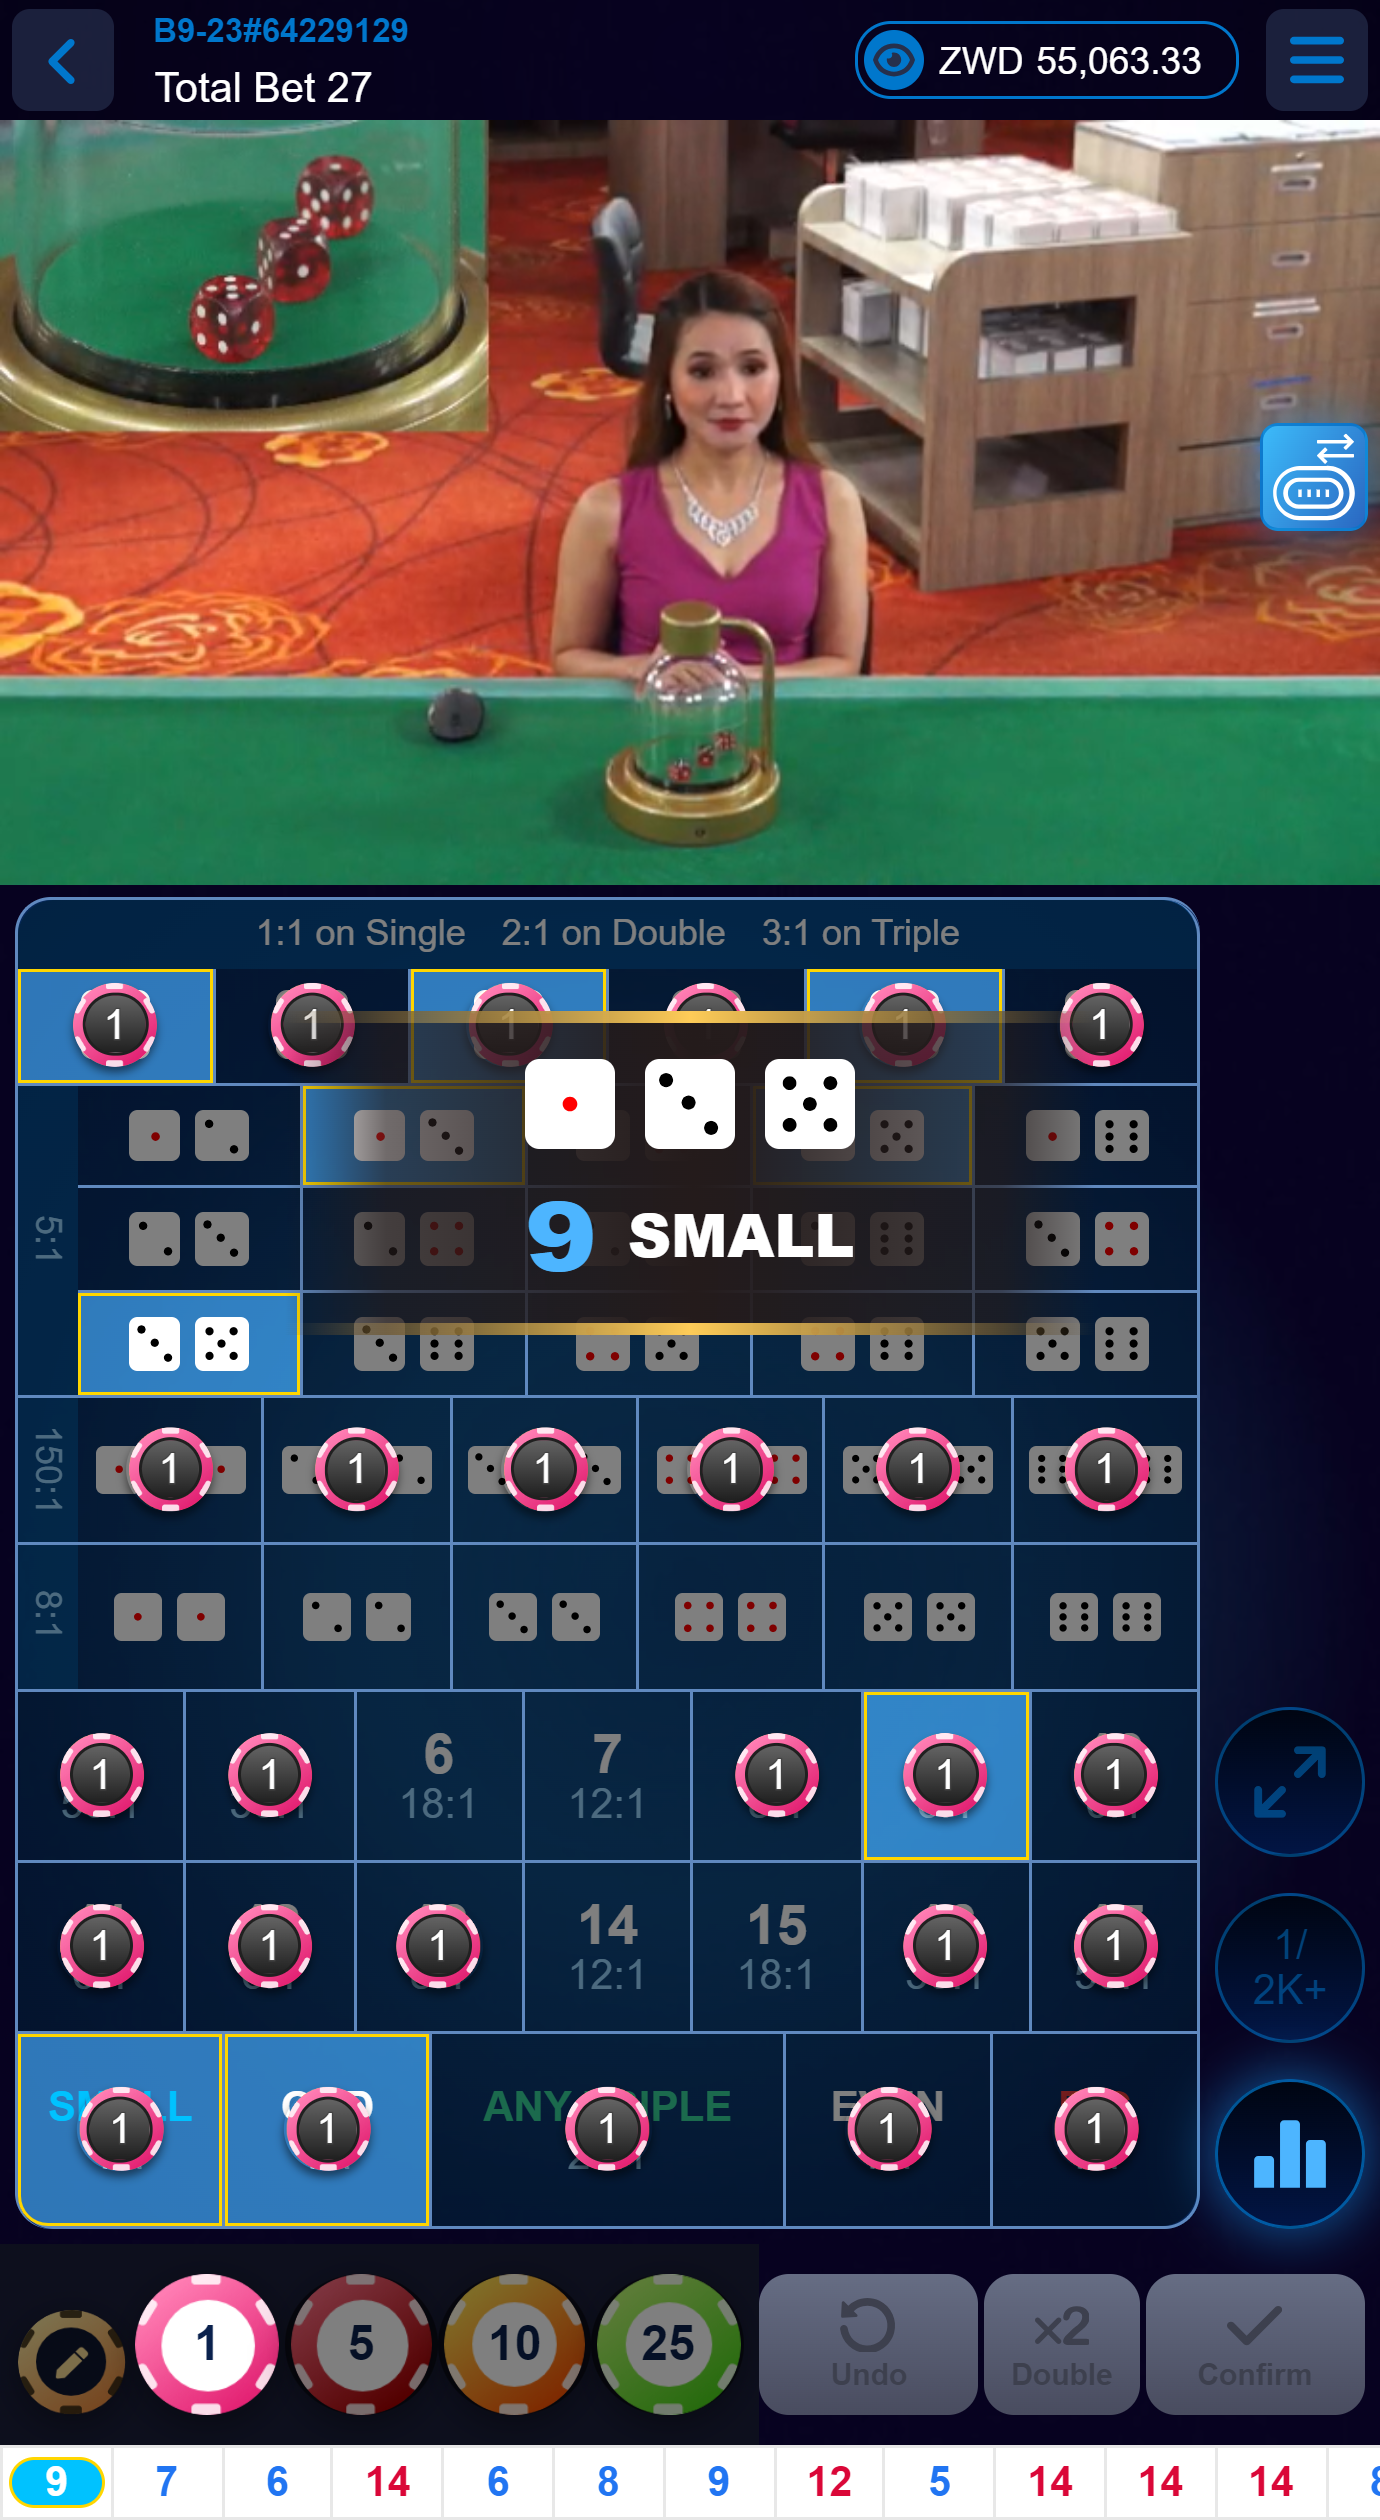 B9-23#64229129
Total Bet 27
ZWD 55,063.33
1:1 on Single 2:1 on Double 3:1 on Triple
1 1 1 1 1 1
9 SMALL
5:1
150:1
1 1 1 1 1 1
8:1
1 1 6 7 1 1 1
18:1 12:1
1 1 1 14 15 1 1
12:1 18:1
ANY
1 1 1 1 1
1/
2K+
1 5 10 25
Undo
x2
Double
Confirm
9 7 6 14 6 8 9 12 5 14 14 14